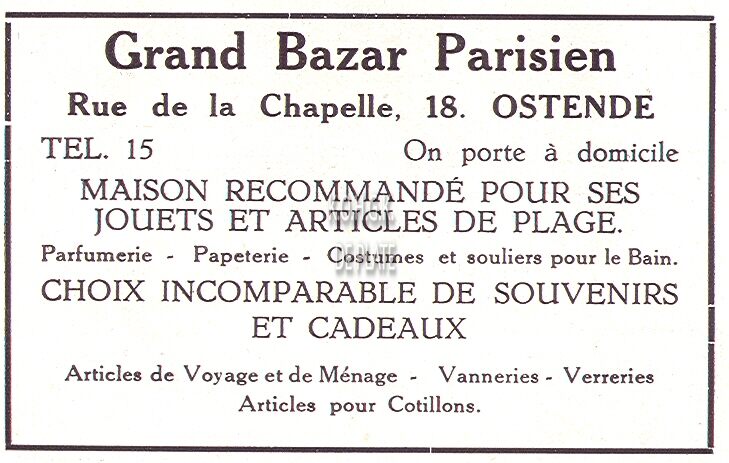 Grand Bazar Parisien
Rue de la Chapelle, 18. OSTENDE
TEL. 15 On porte à domicile
MAISON RECOMMANDÉ POUR SES
JOUETS ET ARTICLES DE PLAGE.
Parfumerie - Papeterie - Costumes et souliers pour le Bain.
CHOIX INCOMPARABLE DE SOUVENIRS
ET CADEAUX
Articles de Voyage et de Ménage - Vanneries - Verreries
Articles pour Cotillons.
DE PLATE